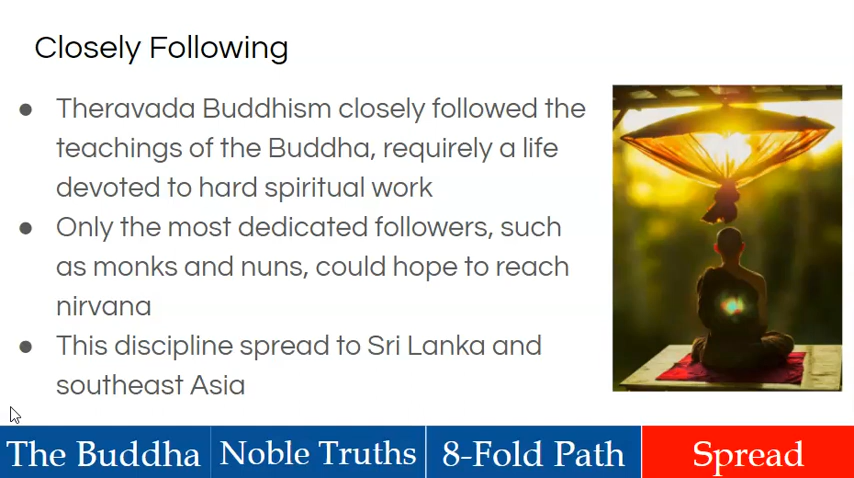 Closely Following
● Theravada Buddhism closely followed the
teachings of the Buddha, requirely a life
devoted to hard spiritual work
● Only the most dedicated followers, such
as monks and nuns, could hope to reach
nirvana
● This discipline spread to Sri Lanka and
southeast Asia
The Buddha Noble Truths 8-Fold Path Spread